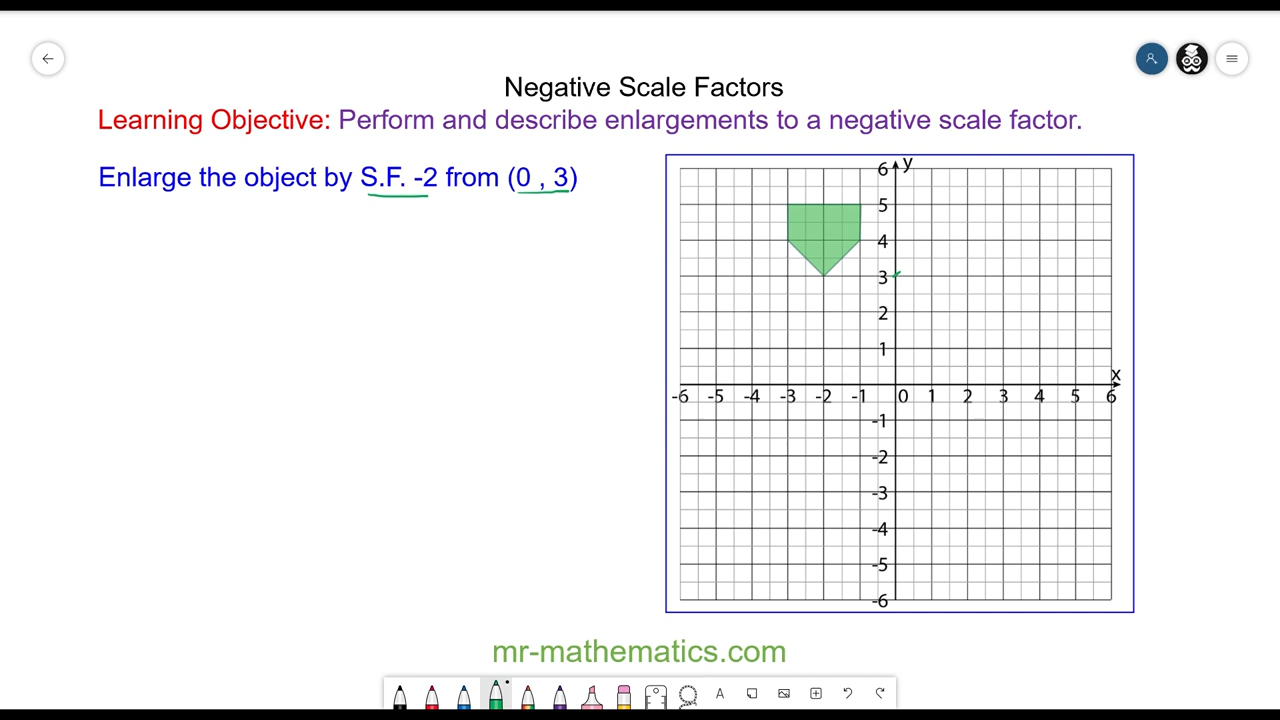 Negative Scale Factors
Learning Objective: Perform and describe enlargements to a negative scale factor.
Enlarge the object by S.F. -2 from (0 , 3)
6 y
5
4
3
2
1
x
-6 -5 -4 -3 -2 -1 0 1 2 3 4 5 6
-1
-2
-3
-4
-5
-6
mr-mathematics.com
A